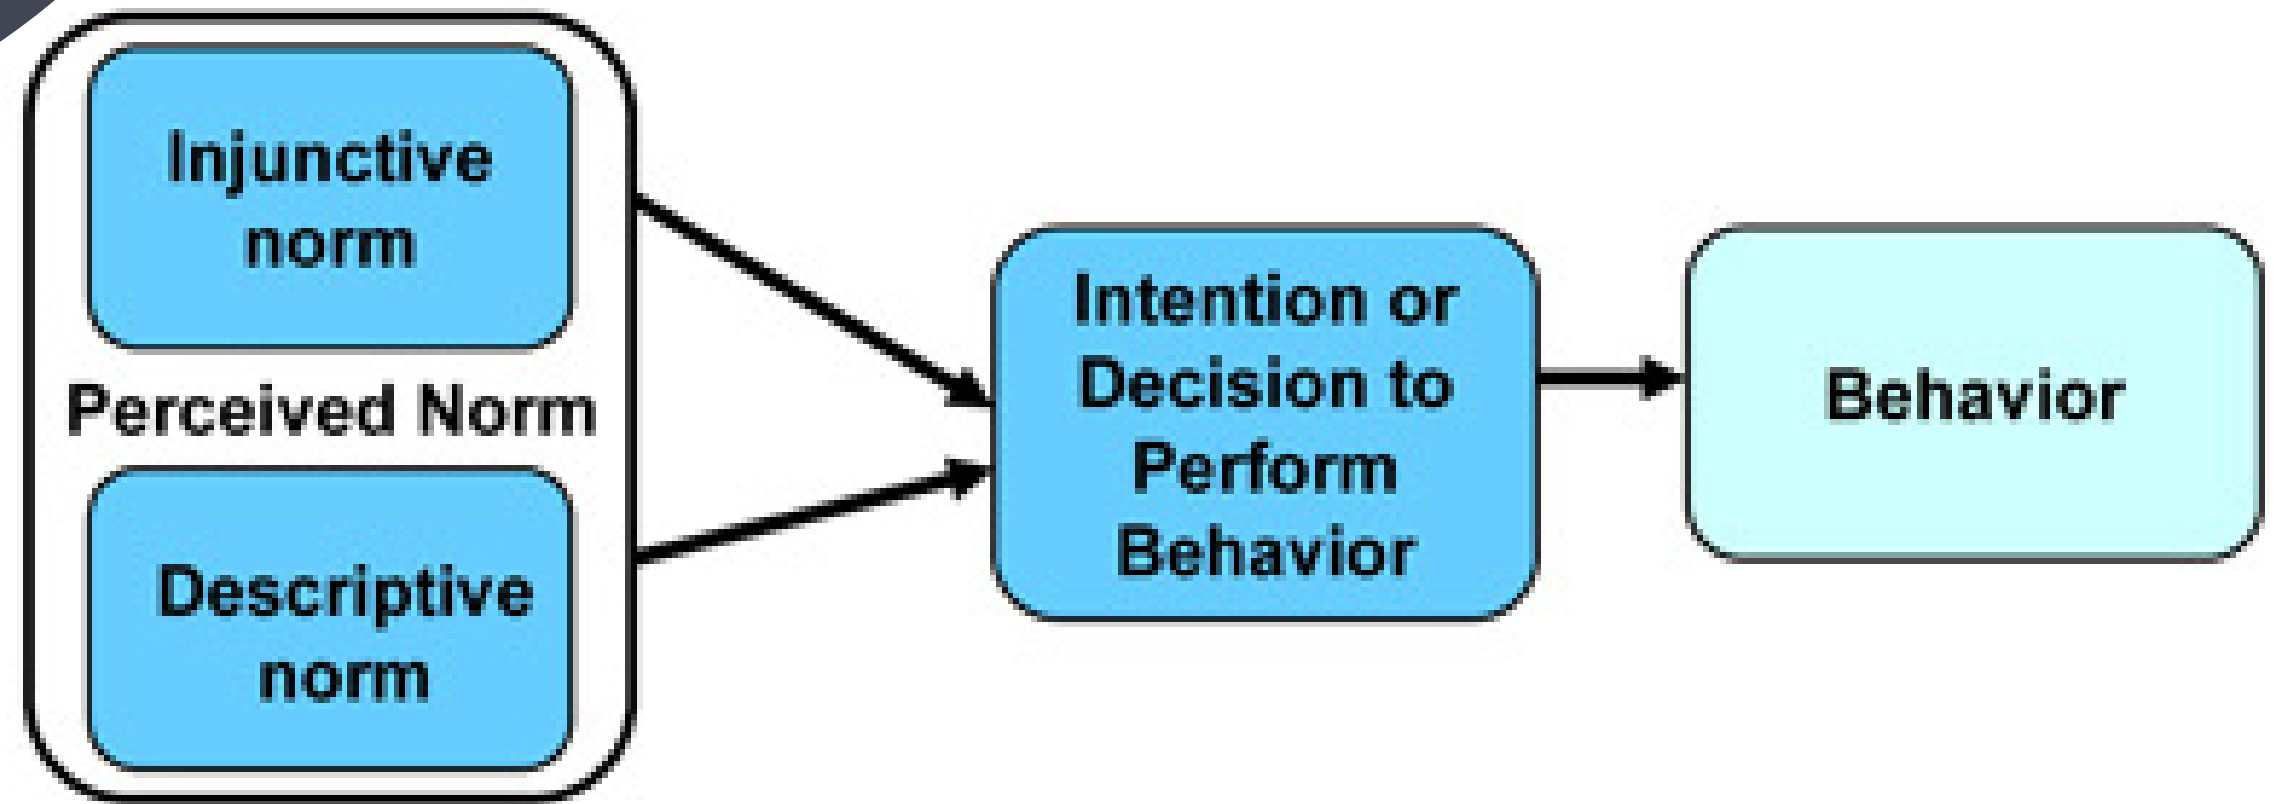 Injunctive
norm
Perceived Norm
Descriptive
norm
Intention or
Decision to
Perform
Behavior
Behavior